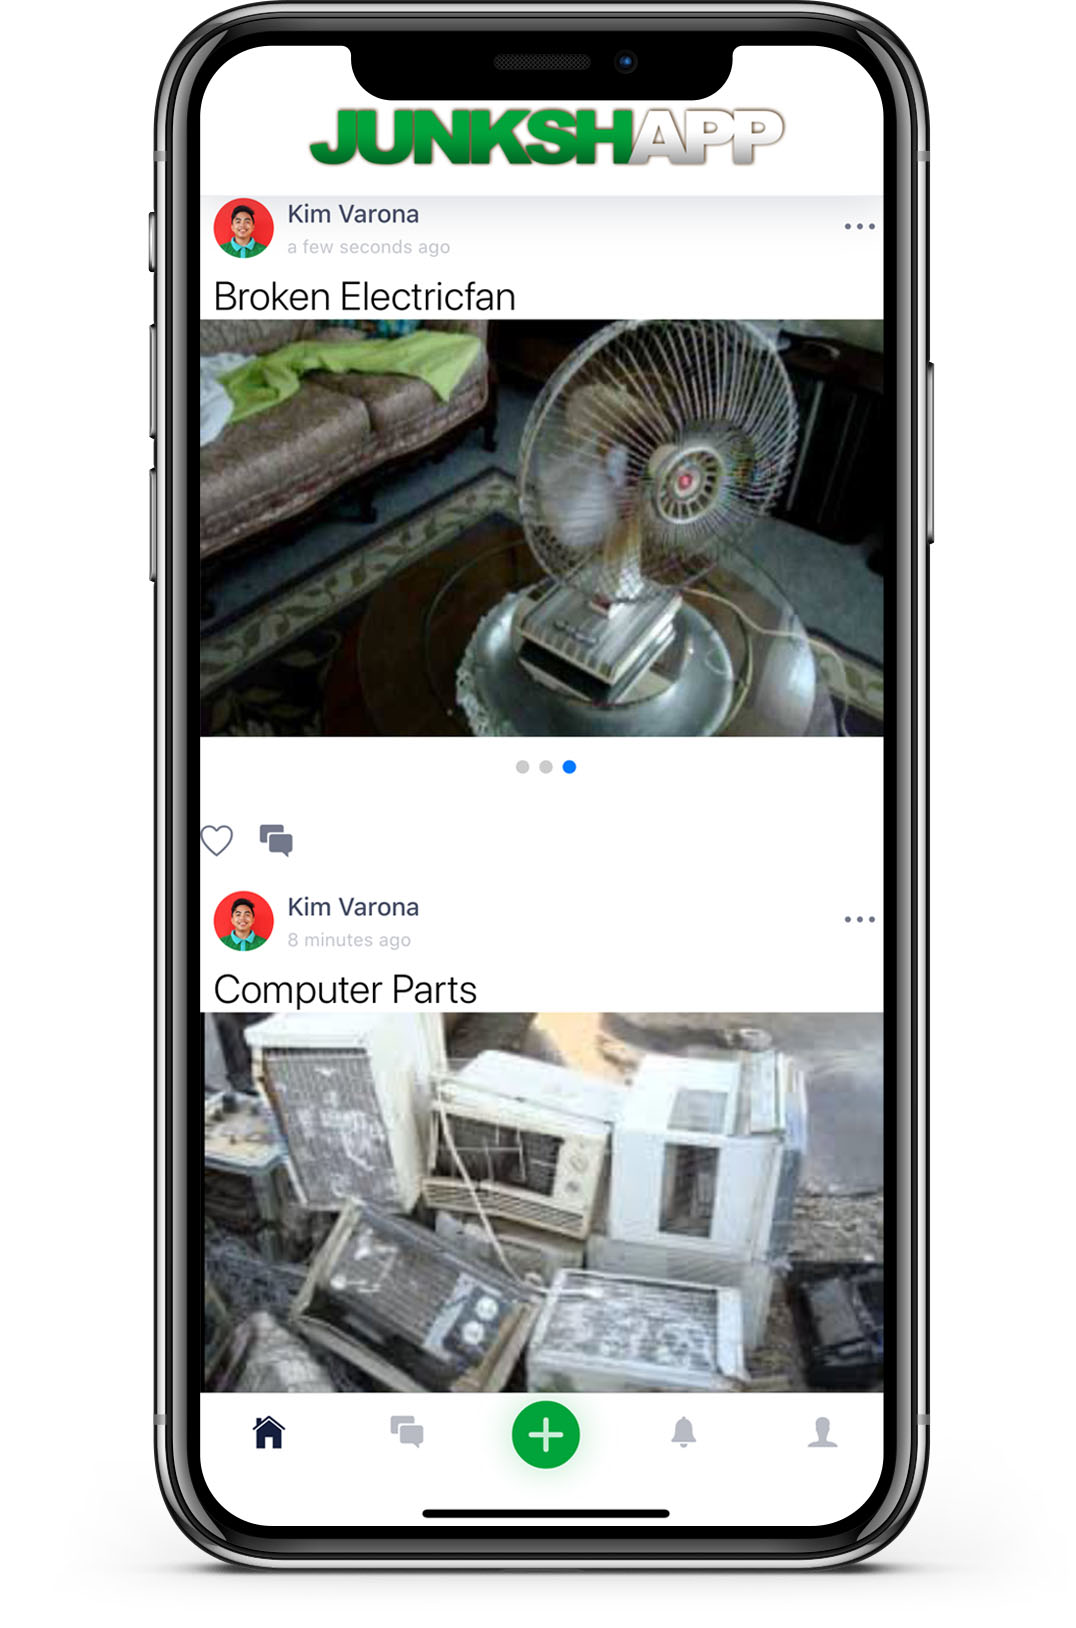 JUNKSHAPP
Kim Varona
a few seconds ago
Broken Electricfan
Kim Varona
8 minutes ago
Computer Parts